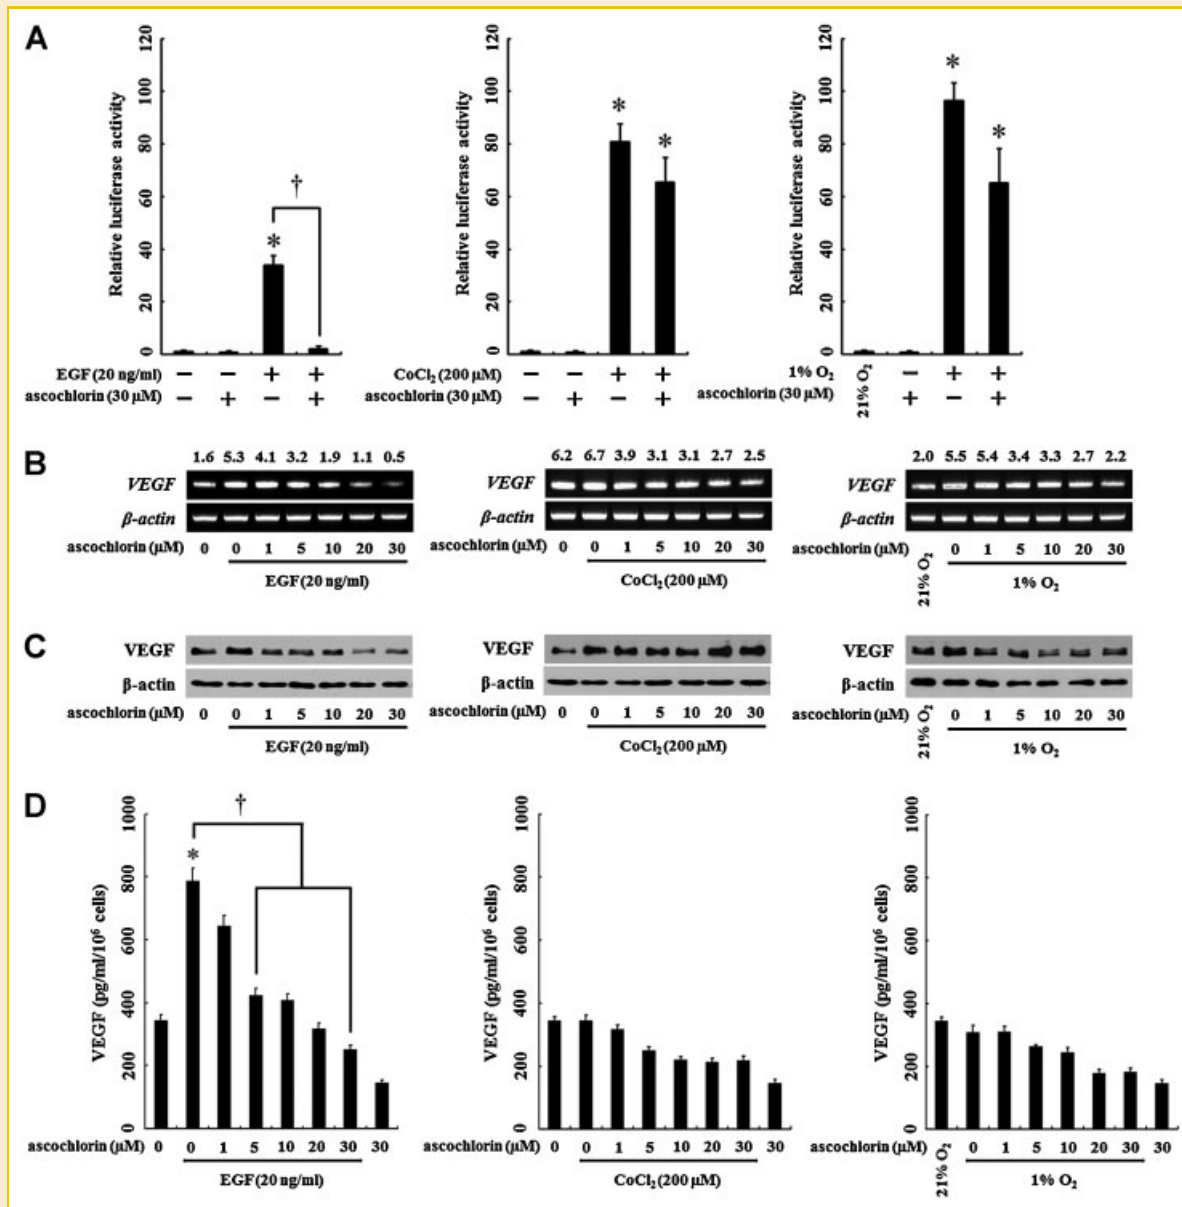 A
Relative luciferase activity
0 20 40 60 80 100 120
* †
EGF (20 ng/ml) − − + +
ascochlorin (30 μM) − + − +
Relative luciferase activity
0 20 40 60 80 100 120
* *
CoCl₂ (200 μM) − − + +
ascochlorin (30 μM) − + − +
Relative luciferase activity
0 20 40 60 80 100 120
* *
1% O₂ 21% O₂ − + +
ascochlorin (30 μM) + − +
B
1.6 5.3 4.1 3.2 1.9 1.1 0.5
VEGF
β-actin
ascochlorin (μM) 0 0 1 5 10 20 30
EGF (20 ng/ml)
6.2 6.7 3.9 3.1 3.1 2.7 2.5
VEGF
β-actin
ascochlorin (μM) 0 0 1 5 10 20 30
CoCl₂ (200 μM)
2.0 5.5 5.4 3.4 3.3 2.7 2.2
VEGF
β-actin
ascochlorin (μM) 21% O₂ 0 1 5 10 20 30
1% O₂
C
VEGF
β-actin
ascochlorin (μM) 0 0 1 5 10 20 30
EGF (20 ng/ml)
VEGF
β-actin
ascochlorin (μM) 0 0 1 5 10 20 30
CoCl₂ (200 μM)
VEGF
β-actin
ascochlorin (μM) 21% O₂ 0 1 5 10 20 30
1% O₂
D
VEGF (pg/ml/10⁶ cells)
0 200 400 600 800 1000
* †
ascochlorin (μM) 0 0 1 5 10 20 30 30
EGF (20 ng/ml)
VEGF (pg/ml/10⁶ cells)
0 200 400 600 800 1000
ascochlorin (μM) 0 0 1 5 10 20 30 30
CoCl₂ (200 μM)
VEGF (pg/ml/10⁶ cells)
0 200 400 600 800 1000
ascochlorin (μM) 21% O₂ 0 1 5 10 20 30 30
1% O₂